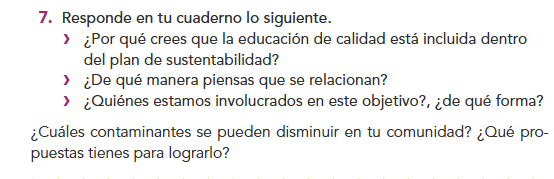 7. Responde en tu cuaderno lo siguiente.
› ¿Por qué crees que la educación de calidad está incluida dentro
del plan de sustentabilidad?
› ¿De qué manera piensas que se relacionan?
› ¿Quiénes estamos involucrados en este objetivo?, ¿de qué forma?
¿Cuáles contaminantes se pueden disminuir en tu comunidad? ¿Qué pro-
puestas tienes para lograrlo?